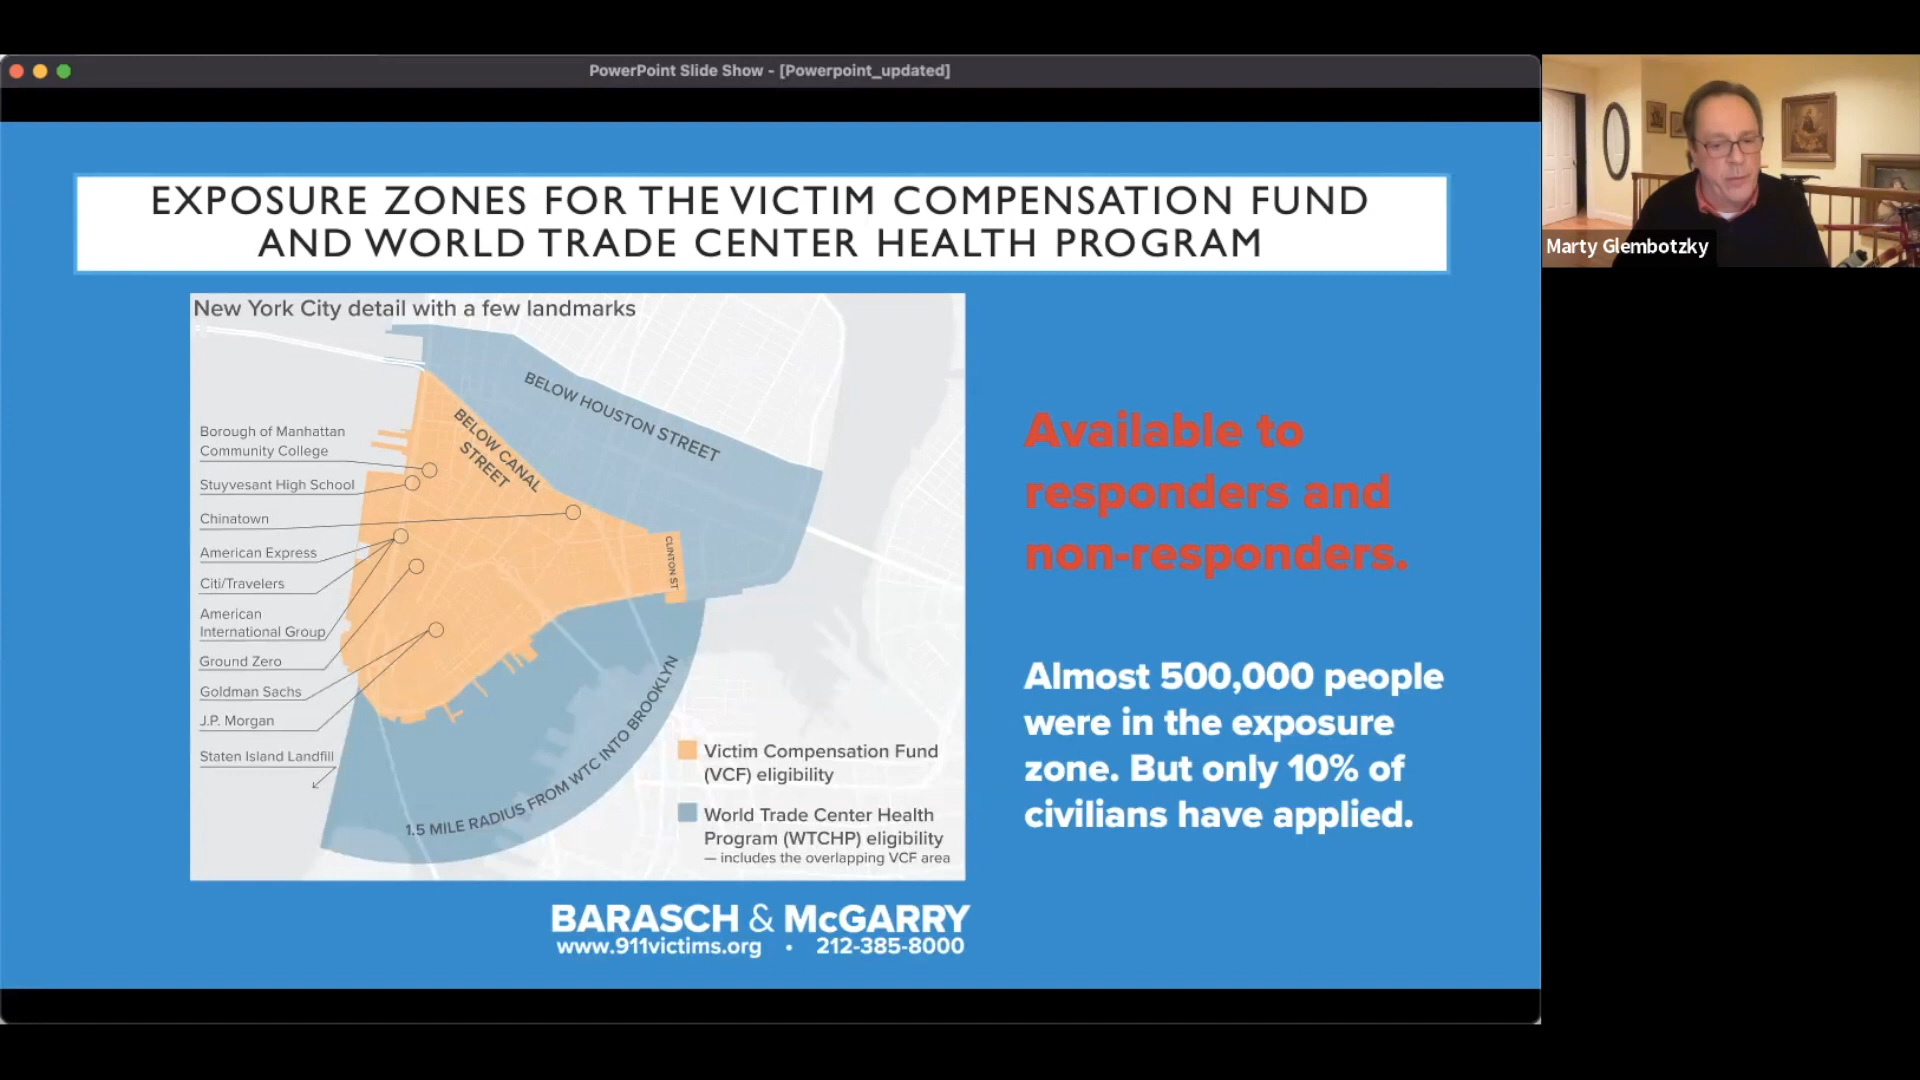 PowerPoint Slide Show - [Powerpoint_updated]
EXPOSURE ZONES FOR THE VICTIM COMPENSATION FUND
AND WORLD TRADE CENTER HEALTH PROGRAM
Marty Glembotzky
New York City detail with a few landmarks
BELOW HOUSTON STREET
BELOW CANAL
STREET
CLINTON ST
Borough of Manhattan
Community College
Stuyvesant High School
Chinatown
American Express
Citi/Travelers
American
International Group
Ground Zero
Goldman Sachs
J.P. Morgan
Staten Island Landfill
1.5 MILE RADIUS FROM WTC INTO BROOKLYN
Victim Compensation Fund
(VCF) eligibility
World Trade Center Health
Program (WTCHP) eligibility
— includes the overlapping VCF area
Available to
responders and
non-responders.
Almost 500,000 people
were in the exposure
zone. But only 10% of
civilians have applied.
BARASCH & McGARRY
www.911victims.org • 212-385-8000